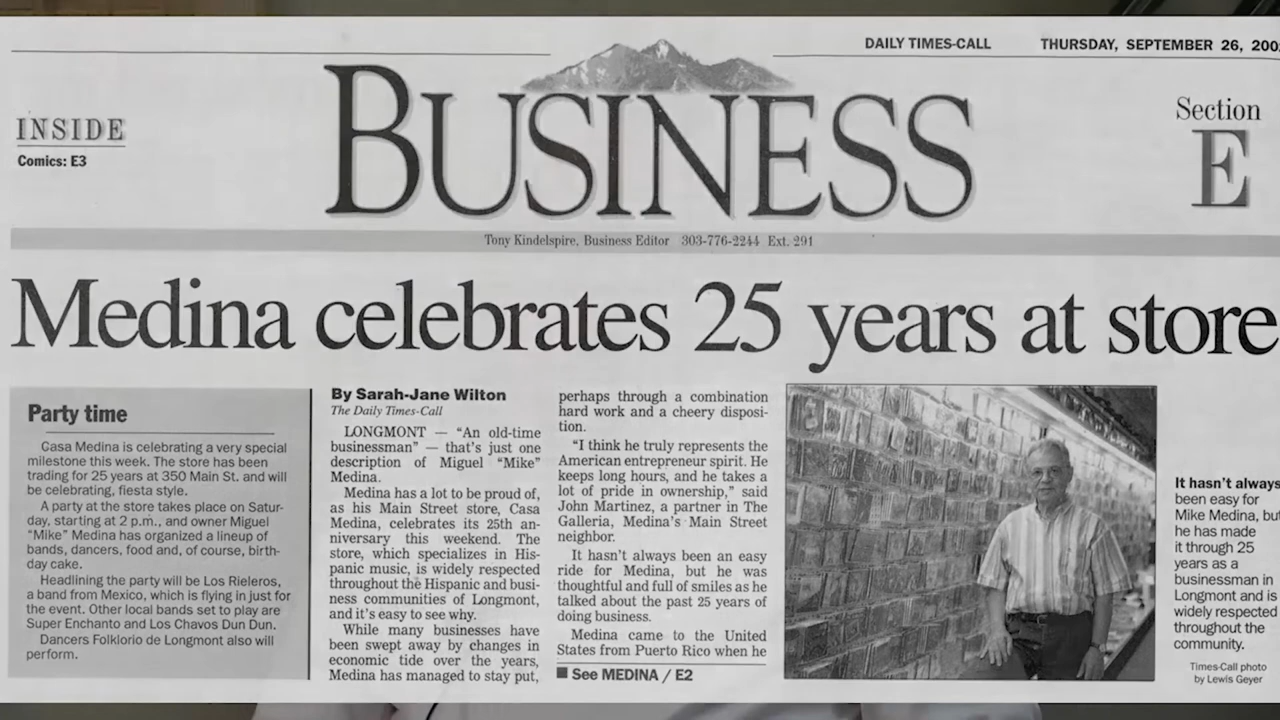 DAILY TIMES-CALL THURSDAY, SEPTEMBER 26, 200
INSIDE
Comics: E3
BUSINESS
Section
E
Tony Kindelspire, Business Editor 303-776-2244 Ext. 291
Medina celebrates 25 years at store
Party time
Casa Medina is celebrating a very special
milestone this week. The store has been
trading for 25 years at 350 Main St. and will
be celebrating, fiesta style.
A party at the store takes place on Satur-
day, starting at 2 p.m., and owner Miguel
"Mike" Medina has organized a lineup of
bands, dancers, food and, of course, birth-
day cake.
Headlining the party will be Los Rieleros,
a band from Mexico, which is flying in just for
the event. Other local bands set to play are
Super Enchanto and Los Chavos Dun Dun.
Dancers Folklorio de Longmont also will
perform.
By Sarah-Jane Wilton
The Daily Times-Call
LONGMONT — "An old-time
businessman" — that's just one
description of Miguel "Mike"
Medina.
Medina has a lot to be proud of,
as his Main Street store, Casa
Medina, celebrates its 25th an-
niversary this weekend. The
store, which specializes in His-
panic music, is widely respected
throughout the Hispanic and busi-
ness communities of Longmont,
and it's easy to see why.
While many businesses have
been swept away by changes in
economic tide over the years,
Medina has managed to stay put,
perhaps through a combination
hard work and a cheery disposi-
tion.
"I think he truly represents the
American entrepreneur spirit. He
keeps long hours, and he takes a
lot of pride in ownership," said
John Martinez, a partner in The
Galleria, Medina's Main Street
neighbor.
It hasn't always been an easy
ride for Medina, but he was
thoughtful and full of smiles as he
talked about the past 25 years of
doing business.
Medina came to the United
States from Puerto Rico when he
See MEDINA / E2
It hasn't always
been easy for
Mike Medina, but
he has made
it through 25
years as a
businessman in
Longmont and is
widely respected
throughout the
community.
Times-Call photo
by Lewis Geyer